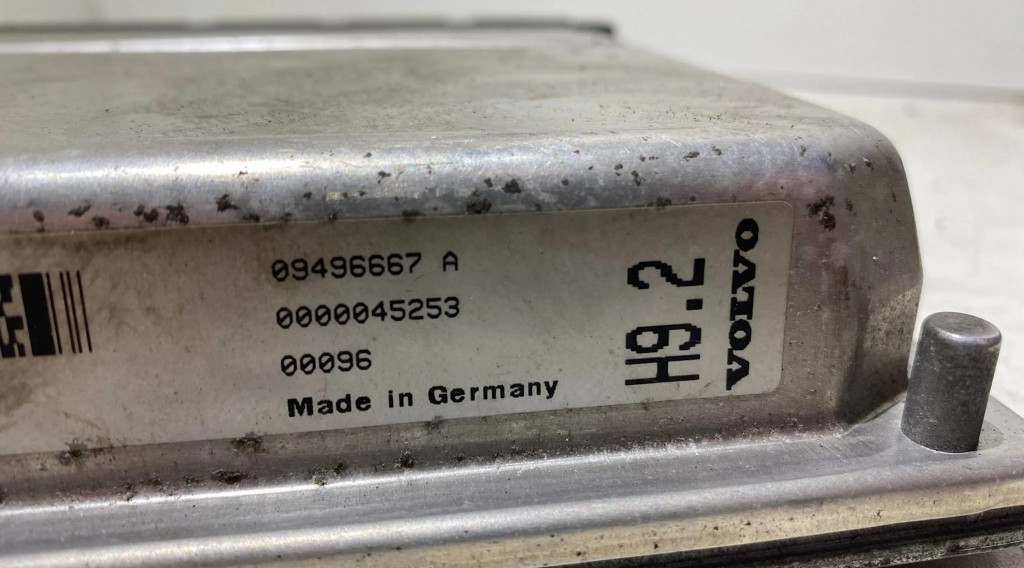 09496667 A
0000045253
00096
Made in Germany
H9.2
VOLVO